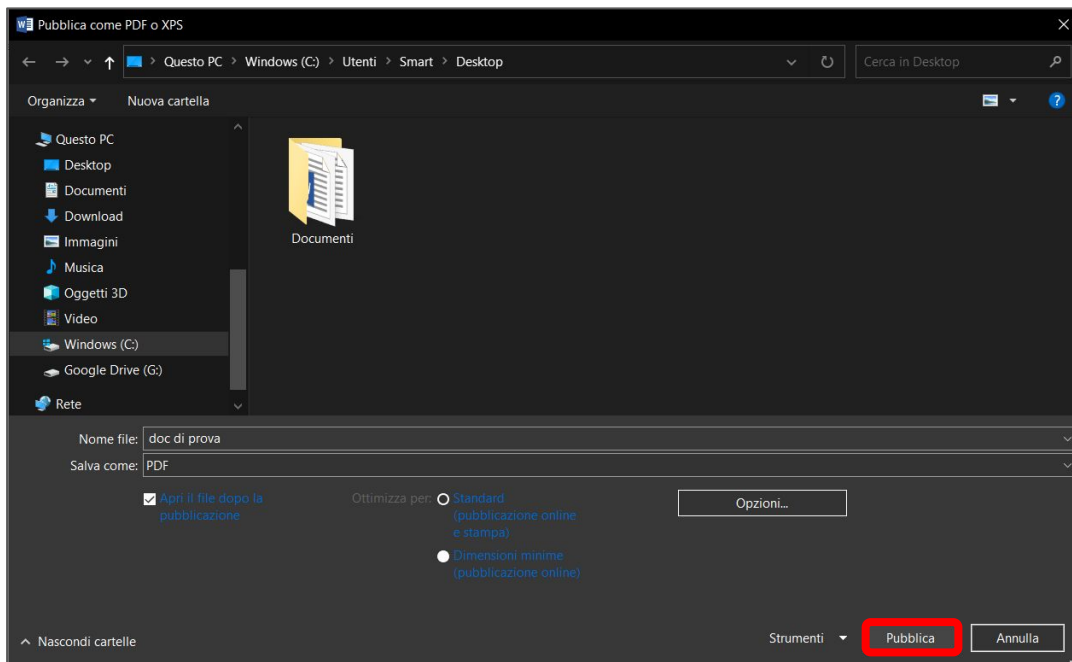 Pubblica come PDF o XPS
Questo PC > Windows (C:) > Utenti > Smart > Desktop
Cerca in Desktop
Organizza
Nuova cartella
Questo PC
Desktop
Documenti
Download
Immagini
Musica
Oggetti 3D
Video
Windows (C:)
Google Drive (G:)
Rete
Documenti
Nome file: doc di prova
Salva come: PDF
Apri il file dopo la
pubblicazione
Ottimizza per:
Standard
(pubblicazione online
e stampa)
Dimensioni minime
(pubblicazione online)
Opzioni...
Nascondi cartelle
Strumenti
Pubblica
Annulla